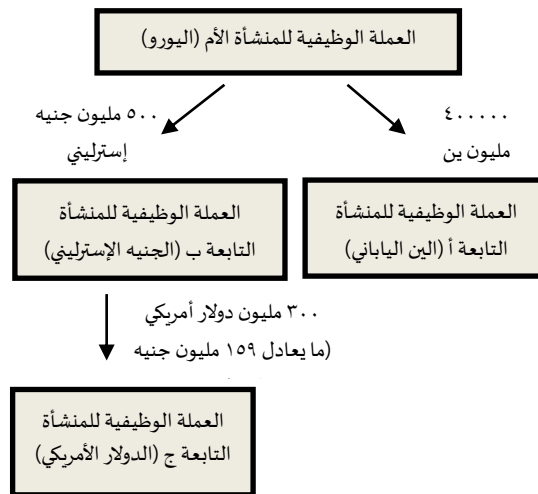 العملة الوظيفية للمنشأة الأم (اليورو)
٤٠٠٠٠٠
مليون ين
٥٠٠ مليون جنيه
إسترليني
العملة الوظيفية للمنشأة
التابعة أ (الين الياباني)
العملة الوظيفية للمنشأة
التابعة ب (الجنيه الإسترليني)
٣٠٠ مليون دولار أمريكي
(ما يعادل ١٥٩ مليون جنيه
العملة الوظيفية للمنشأة
التابعة ج (الدولار الأمريكي)